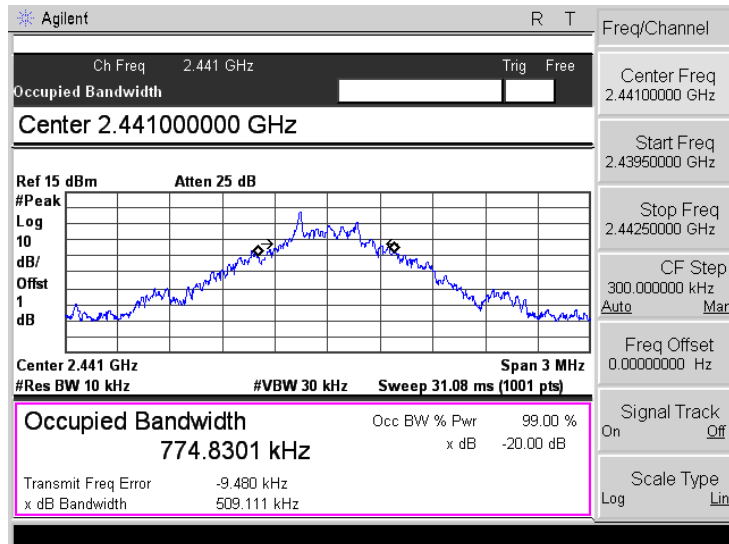 Agilent R T
Freq/Channel
Ch Freq 2.441 GHz Trig Free
Occupied Bandwidth
Center 2.441000000 GHz
Ref 15 dBm Atten 25 dB
#Peak
Log
10
dB/
Offst
1
dB
Center 2.441 GHz Span 3 MHz
#Res BW 10 kHz #VBW 30 kHz Sweep 31.08 ms (1001 pts)
Occupied Bandwidth Occ BW % Pwr 99.00 %
774.8301 kHz x dB -20.00 dB
Transmit Freq Error -9.480 kHz
x dB Bandwidth 509.111 kHz
Center Freq
2.44100000 GHz
Start Freq
2.43950000 GHz
Stop Freq
2.44250000 GHz
CF Step
300.000000 kHz
Auto Mar
Freq Offset
0.00000000 Hz
Signal Track
On Off
Scale Type
Log Lin